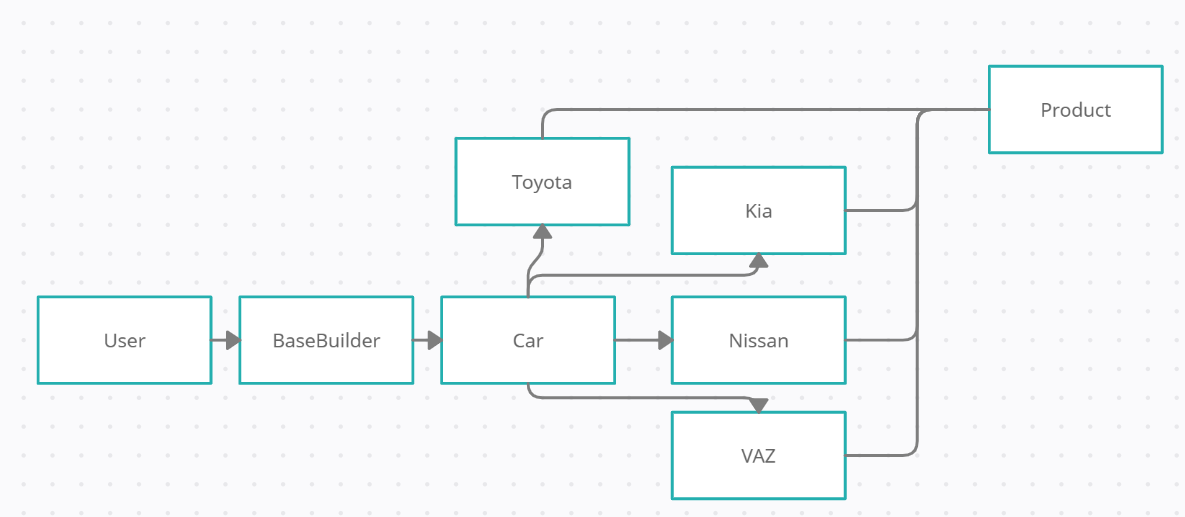 Product
Toyota
Kia
User
BaseBuilder
Car
Nissan
VAZ